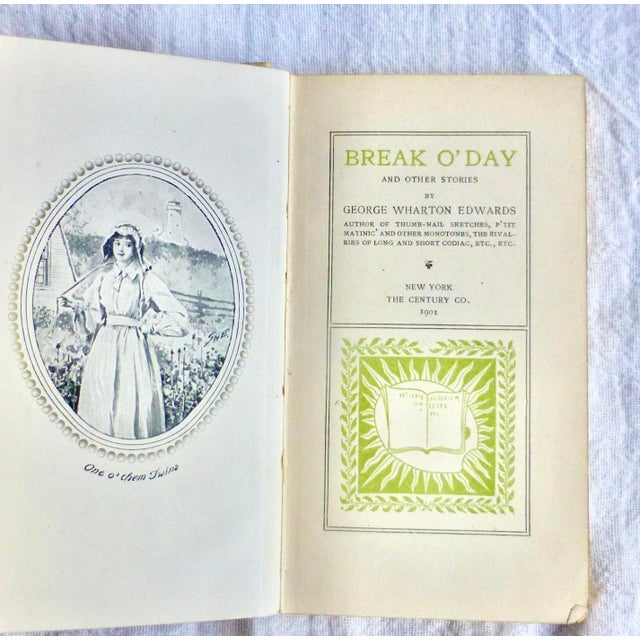 One o' them Twins
G.W.E.
BREAK O' DAY
AND OTHER STORIES
BY
GEORGE WHARTON EDWARDS
AUTHOR OF THUMB-NAIL SKETCHES, P'TIT
MATINIC' AND OTHER MONOTONES, THE RIVAL-
RIES OF LONG AND SHORT CODIAC, ETC., ETC.
NEW YORK
THE CENTURY CO.
1901